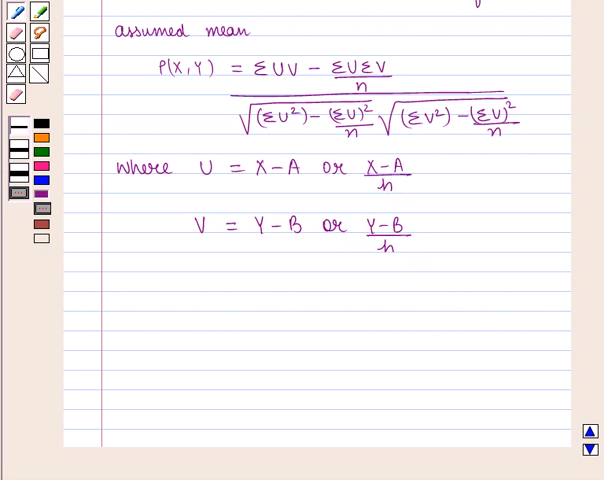 assumed mean
P(X,Y) = ΣUV - ΣUΣV/n
√(ΣU²) - (ΣU)²/n √(ΣV²) - (ΣV)²/n
where U = X-A or X-A/h
V = Y-B or Y-B/h